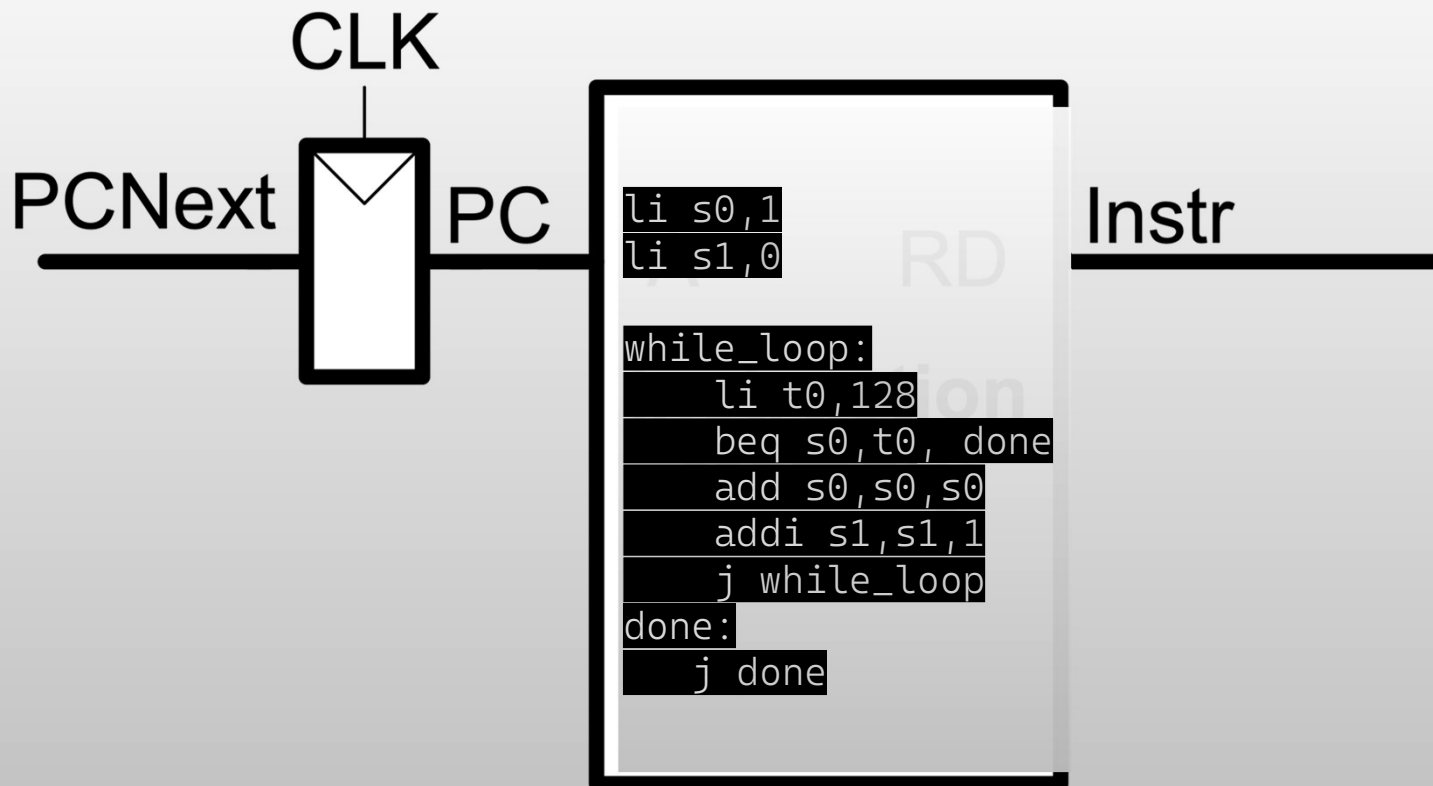 CLK
PCNext
PC
Instr
li s0,1
li s1,0
RD
while_loop:
    li t0,128
    beq s0,t0, done
    add s0,s0,s0
    addi s1,s1,1
    j while_loop
done:
   j done